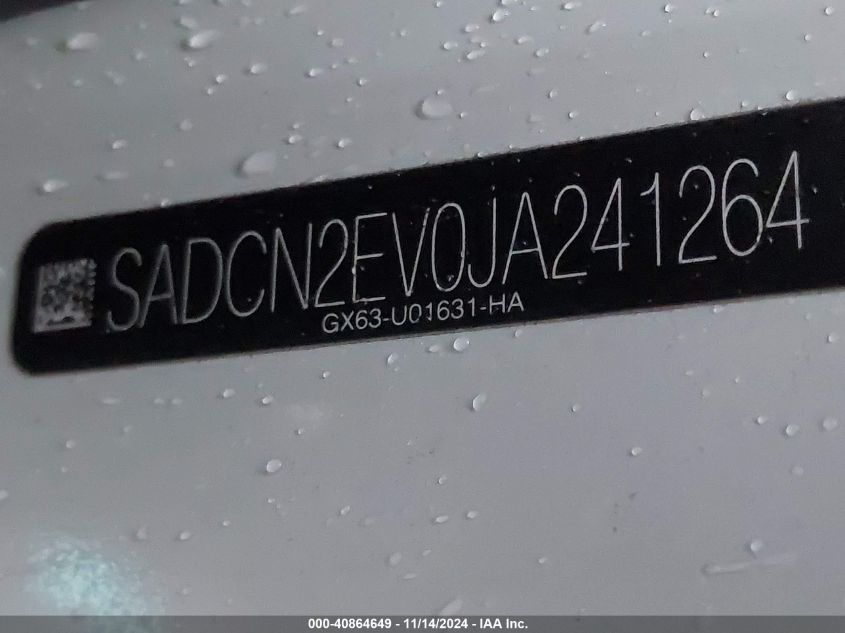 SADCN2EV0JA241264
GX63-U01631-HA
000-40864649 - 11/14/2024 - IAA Inc.